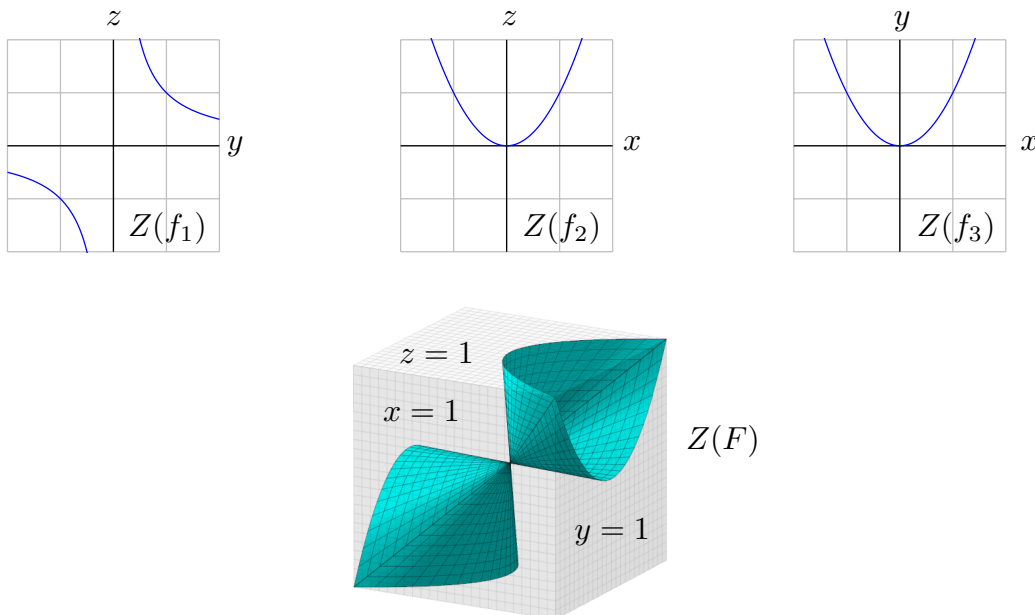 z
z
y
y
x
x
Z(f₁)
Z(f₂)
Z(f₃)
z = 1
x = 1
Z(F)
y = 1